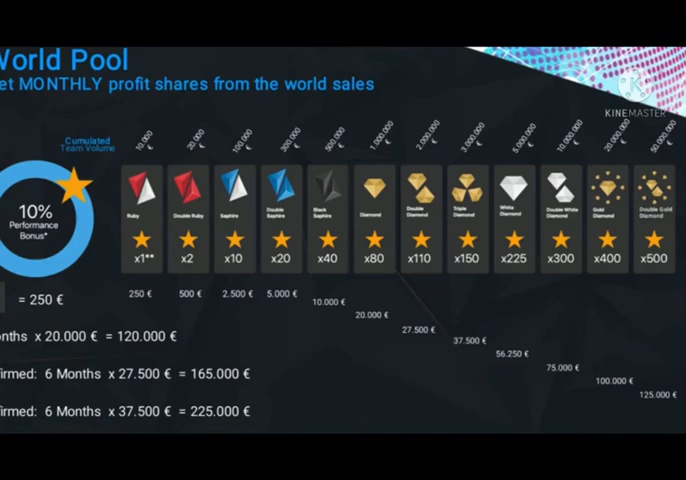 World Pool
et MONTHLY profit shares from the world sales
KINEMASTER
Cumulated
Team Volume
10.000 € 20.000 € 100.000 € 300.000 € 500.000 € 1.000.000 € 2.000.000 € 3.000.000 € 5.000.000 € 10.000.000 € 20.000.000 € 50.000.000 €
10%
Performance
Bonus*
Ruby Double Ruby Saphire Double Saphire Black Saphire Diamond Double Diamond Triple Diamond White Diamond Double White Diamond Gold Diamond Double Gold Diamond
x1** x2 x10 x20 x40 x80 x110 x150 x225 x300 x400 x500
= 250 €
250 € 500 € 2.500 € 5.000 € 10.000 € 20.000 € 27.500 € 37.500 € 56.250 € 75.000 € 100.000 € 125.000 €
onths x 20.000 € = 120.000 €
firmed: 6 Months x 27.500 € = 165.000 €
firmed: 6 Months x 37.500 € = 225.000 €